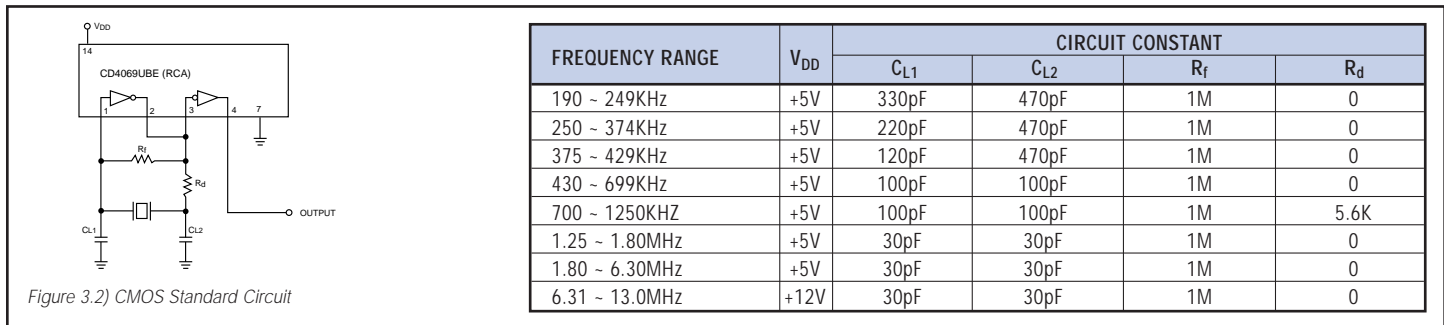 VDD
14
CD4069UBE (RCA)
1 2 3 4 7
Rf
Rd
OUTPUT
CL1 CL2
Figure 3.2) CMOS Standard Circuit
FREQUENCY RANGE VDD CIRCUIT CONSTANT
CL1 CL2 Rf Rd
190 ~ 249KHz +5V 330pF 470pF 1M 0
250 ~ 374KHz +5V 220pF 470pF 1M 0
375 ~ 429KHz +5V 120pF 470pF 1M 0
430 ~ 699KHz +5V 100pF 100pF 1M 0
700 ~ 1250KHZ +5V 100pF 100pF 1M 5.6K
1.25 ~ 1.80MHz +5V 30pF 30pF 1M 0
1.80 ~ 6.30MHz +5V 30pF 30pF 1M 0
6.31 ~ 13.0MHz +12V 30pF 30pF 1M 0